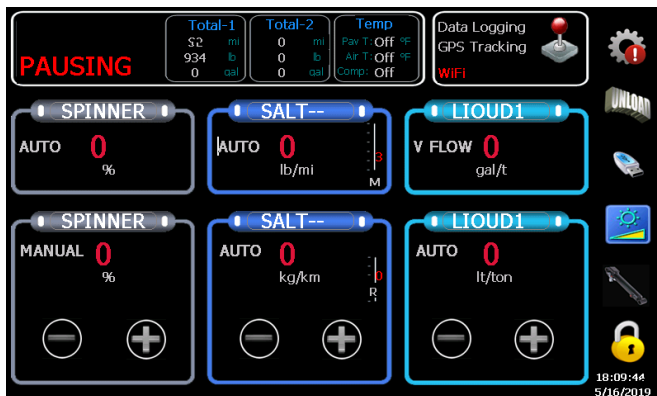 PAUSING
Total-1
S2 mi
934 lb
0 gal
Total-2
0 mi
0 lb
0 gal
Temp
Pav T: Off °F
Air T: Off °F
Comp: Off
Data Logging
GPS Tracking
WiFi
UNLOAD
SPINNER
AUTO 0
%
SALT--
AUTO 0
lb/mi
3
M
LIOUD1
V FLOW 0
gal/t
SPINNER
MANUAL 0
%
SALT--
AUTO 0
kg/km
0
R
LIOUD1
AUTO 0
lt/ton
18:09:44
5/16/2019